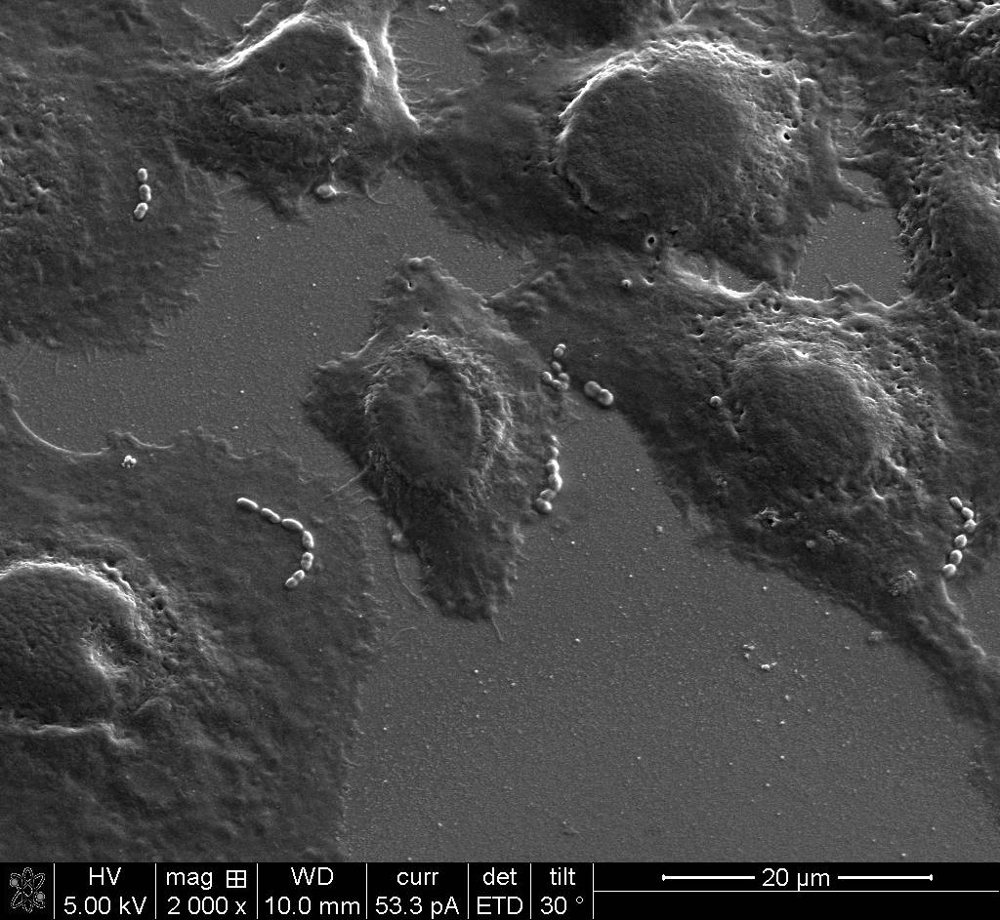 HV mag WD curr det tilt
5.00 kV 2 000 x 10.0 mm 53.3 pA ETD 30 °
20 µm